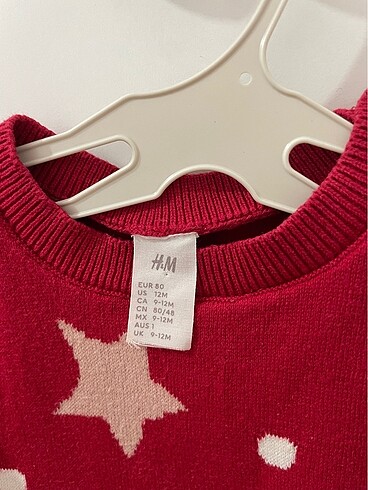 H&M
EUR 80
US 12M
CA 9-12M
CN 80/48
MX 9-12M
AUS 1
UK 9-12M